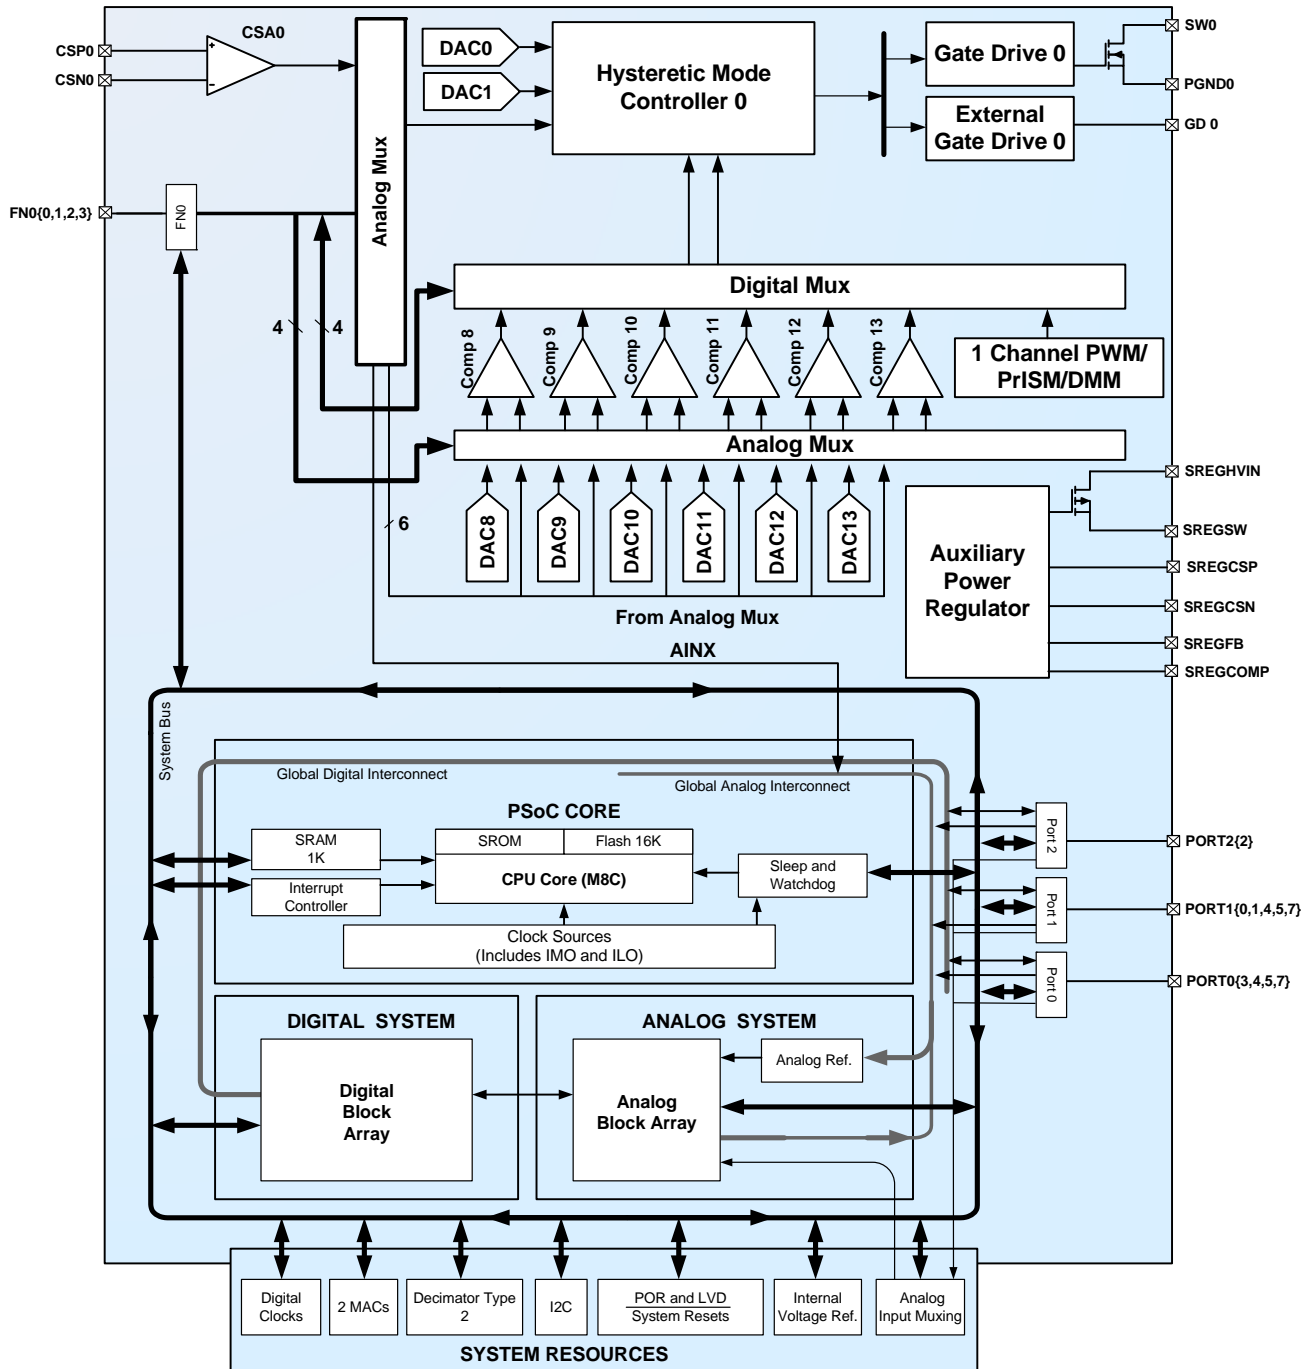 CSA0
CSP0
+
CSN0
−
Analog Mux
DAC0
DAC1
Hysteretic Mode
Controller 0
Gate Drive 0
External
Gate Drive 0
SW0
PGND0
GD 0
FN0{0,1,2,3}
FN0
4
4
Digital Mux
Comp 8
Comp 9
Comp 10
Comp 11
Comp 12
Comp 13
1 Channel PWM/
PrISM/DMM
Analog Mux
6
DAC8
DAC9
DAC10
DAC11
DAC12
DAC13
From Analog Mux
AINX
Auxiliary
Power
Regulator
SREGHVIN
SREGSW
SREGCSP
SREGCSN
SREGFB
SREGCOMP
System Bus
Global Digital Interconnect
Global Analog Interconnect
PSoC CORE
SRAM
1K
Interrupt
Controller
SROM
Flash 16K
CPU Core (M8C)
Sleep and
Watchdog
Clock Sources
(Includes IMO and ILO)
Port 2
Port 1
Port 0
PORT2{2}
PORT1{0,1,4,5,7}
PORT0{3,4,5,7}
DIGITAL SYSTEM
Digital
Block
Array
ANALOG SYSTEM
Analog
Block Array
Analog Ref.
Digital
Clocks
2 MACs
Decimator Type
2
I2C
POR and LVD
System Resets
Internal
Voltage Ref.
Analog
Input Muxing
SYSTEM RESOURCES